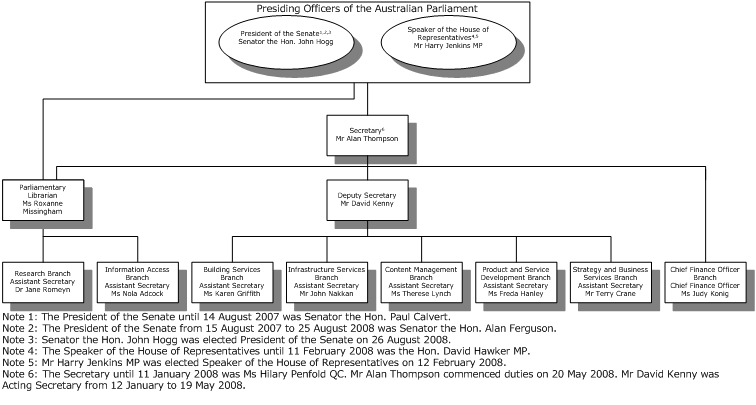 Presiding Officers of the Australian Parliament
President of the Senate¹,²,³
Senator the Hon. John Hogg
Speaker of the House of
Representatives⁴,⁵
Mr Harry Jenkins MP
Secretary⁶
Mr Alan Thompson
Parliamentary
Librarian
Ms Roxanne
Missingham
Deputy Secretary
Mr David Kenny
Research Branch
Assistant Secretary
Dr Jane Romeyn
Information Access
Branch
Assistant Secretary
Ms Nola Adcock
Building Services
Branch
Assistant Secretary
Ms Karen Griffith
Infrastructure Services
Branch
Assistant Secretary
Mr John Nakkan
Content Management
Branch
Assistant Secretary
Ms Therese Lynch
Product and Service
Development Branch
Assistant Secretary
Ms Freda Hanley
Strategy and Business
Services Branch
Assistant Secretary
Mr Terry Crane
Chief Finance Officer
Branch
Chief Finance Officer
Ms Judy Konig
Note 1: The President of the Senate until 14 August 2007 was Senator the Hon. Paul Calvert.
Note 2: The President of the Senate from 15 August 2007 to 25 August 2008 was Senator the Hon. Alan Ferguson.
Note 3: Senator the Hon. John Hogg was elected President of the Senate on 26 August 2008.
Note 4: The Speaker of the House of Representatives until 11 February 2008 was the Hon. David Hawker MP.
Note 5: Mr Harry Jenkins MP was elected Speaker of the House of Representatives on 12 February 2008.
Note 6: The Secretary until 11 January 2008 was Ms Hilary Penfold QC. Mr Alan Thompson commenced duties on 20 May 2008. Mr David Kenny was
Acting Secretary from 12 January to 19 May 2008.